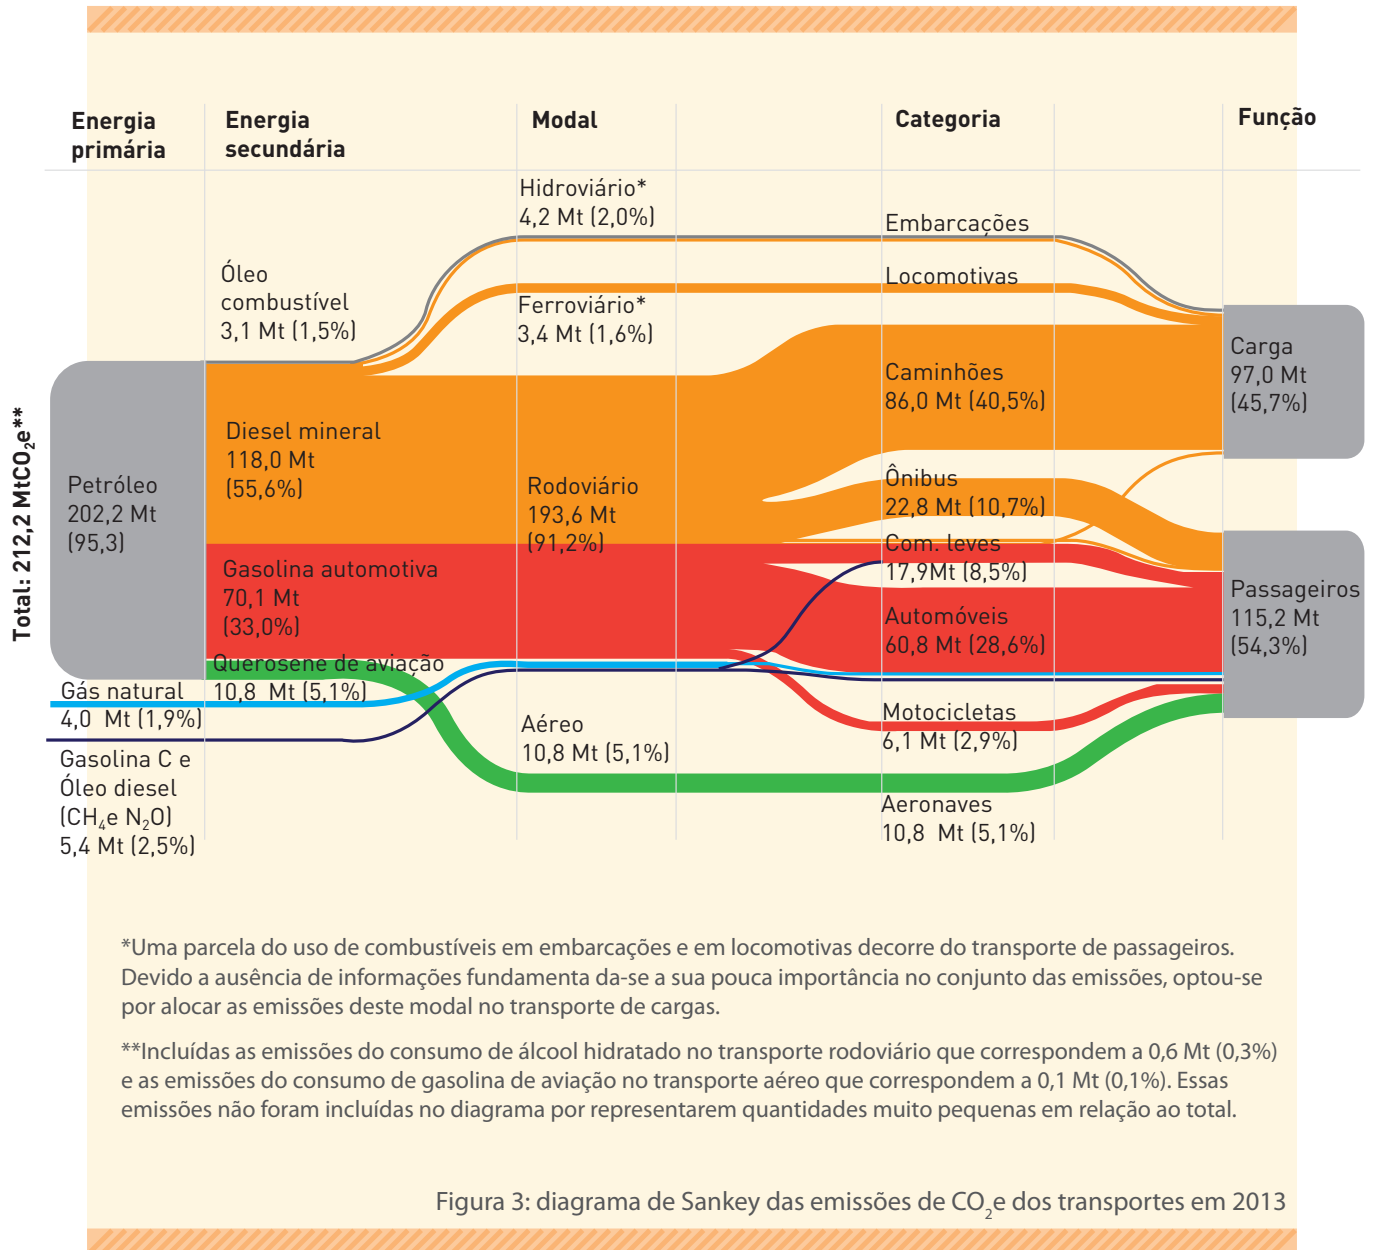 Energia
primária
Energia
secundária
Modal
Categoria
Função
Total: 212,2 MtCO₂e**
Petróleo
202,2 Mt
(95,3)
Gás natural
4,0 Mt (1,9%)
Gasolina C e
Óleo diesel
(CH₄e N₂O)
5,4 Mt (2,5%)
Óleo
combustível
3,1 Mt (1,5%)
Diesel mineral
118,0 Mt
(55,6%)
Gasolina automotiva
70,1 Mt
(33,0%)
Querosene de aviação
10,8 Mt (5,1%)
Hidroviário*
4,2 Mt (2,0%)
Ferroviário*
3,4 Mt (1,6%)
Rodoviário
193,6 Mt
(91,2%)
Aéreo
10,8 Mt (5,1%)
Embarcações
Locomotivas
Caminhões
86,0 Mt (40,5%)
Ônibus
22,8 Mt (10,7%)
Com. leves
17,9Mt (8,5%)
Automóveis
60,8 Mt (28,6%)
Motocicletas
6,1 Mt (2,9%)
Aeronaves
10,8 Mt (5,1%)
Carga
97,0 Mt
(45,7%)
Passageiros
115,2 Mt
(54,3%)
*Uma parcela do uso de combustíveis em embarcações e em locomotivas decorre do transporte de passageiros.
Devido a ausência de informações fundamenta da-se a sua pouca importância no conjunto das emissões, optou-se
por alocar as emissões deste modal no transporte de cargas.
**Incluídas as emissões do consumo de álcool hidratado no transporte rodoviário que correspondem a 0,6 Mt (0,3%)
e as emissões do consumo de gasolina de aviação no transporte aéreo que correspondem a 0,1 Mt (0,1%). Essas
emissões não foram incluídas no diagrama por representarem quantidades muito pequenas em relação ao total.
Figura 3: diagrama de Sankey das emissões de CO₂e dos transportes em 2013